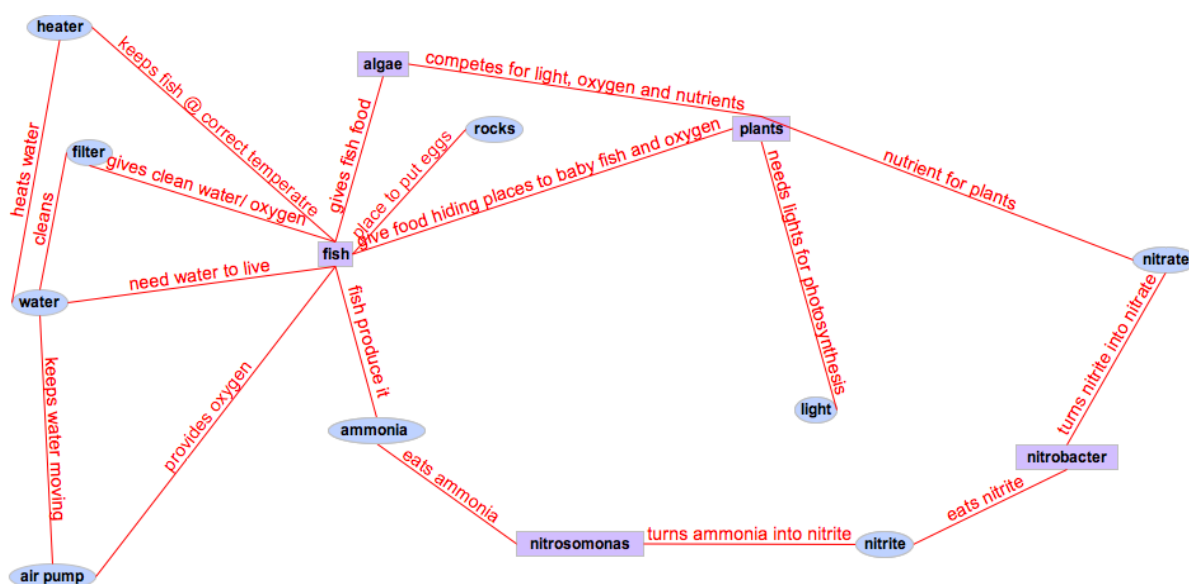 heater
keeps fish @ correct temperatre
algae
competes for light, oxygen and nutrients
heats water
gives fish food
rocks
plants
filter
gives clean water/ oxygen
place to put eggs
give food hiding places to baby fish and oxygen
nutrient for plants
cleans
fish
needs lights for photosynthesis
nitrate
water
need water to live
fish produce it
turns nitrite into nitrate
keeps water moving
provides oxygen
ammonia
light
eats ammonia
nitrobacter
eats nitrite
nitrosomonas
turns ammonia into nitrite
nitrite
air pump